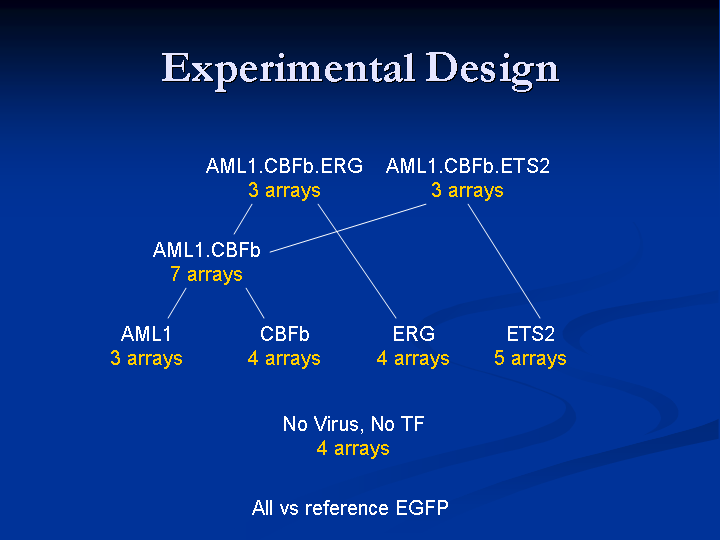 Experimental Design
AML1.CBFb.ERG
3 arrays
AML1.CBFb.ETS2
3 arrays
AML1.CBFb
7 arrays
AML1
3 arrays
CBFb
4 arrays
ERG
4 arrays
ETS2
5 arrays
No Virus, No TF
4 arrays
All vs reference EGFP